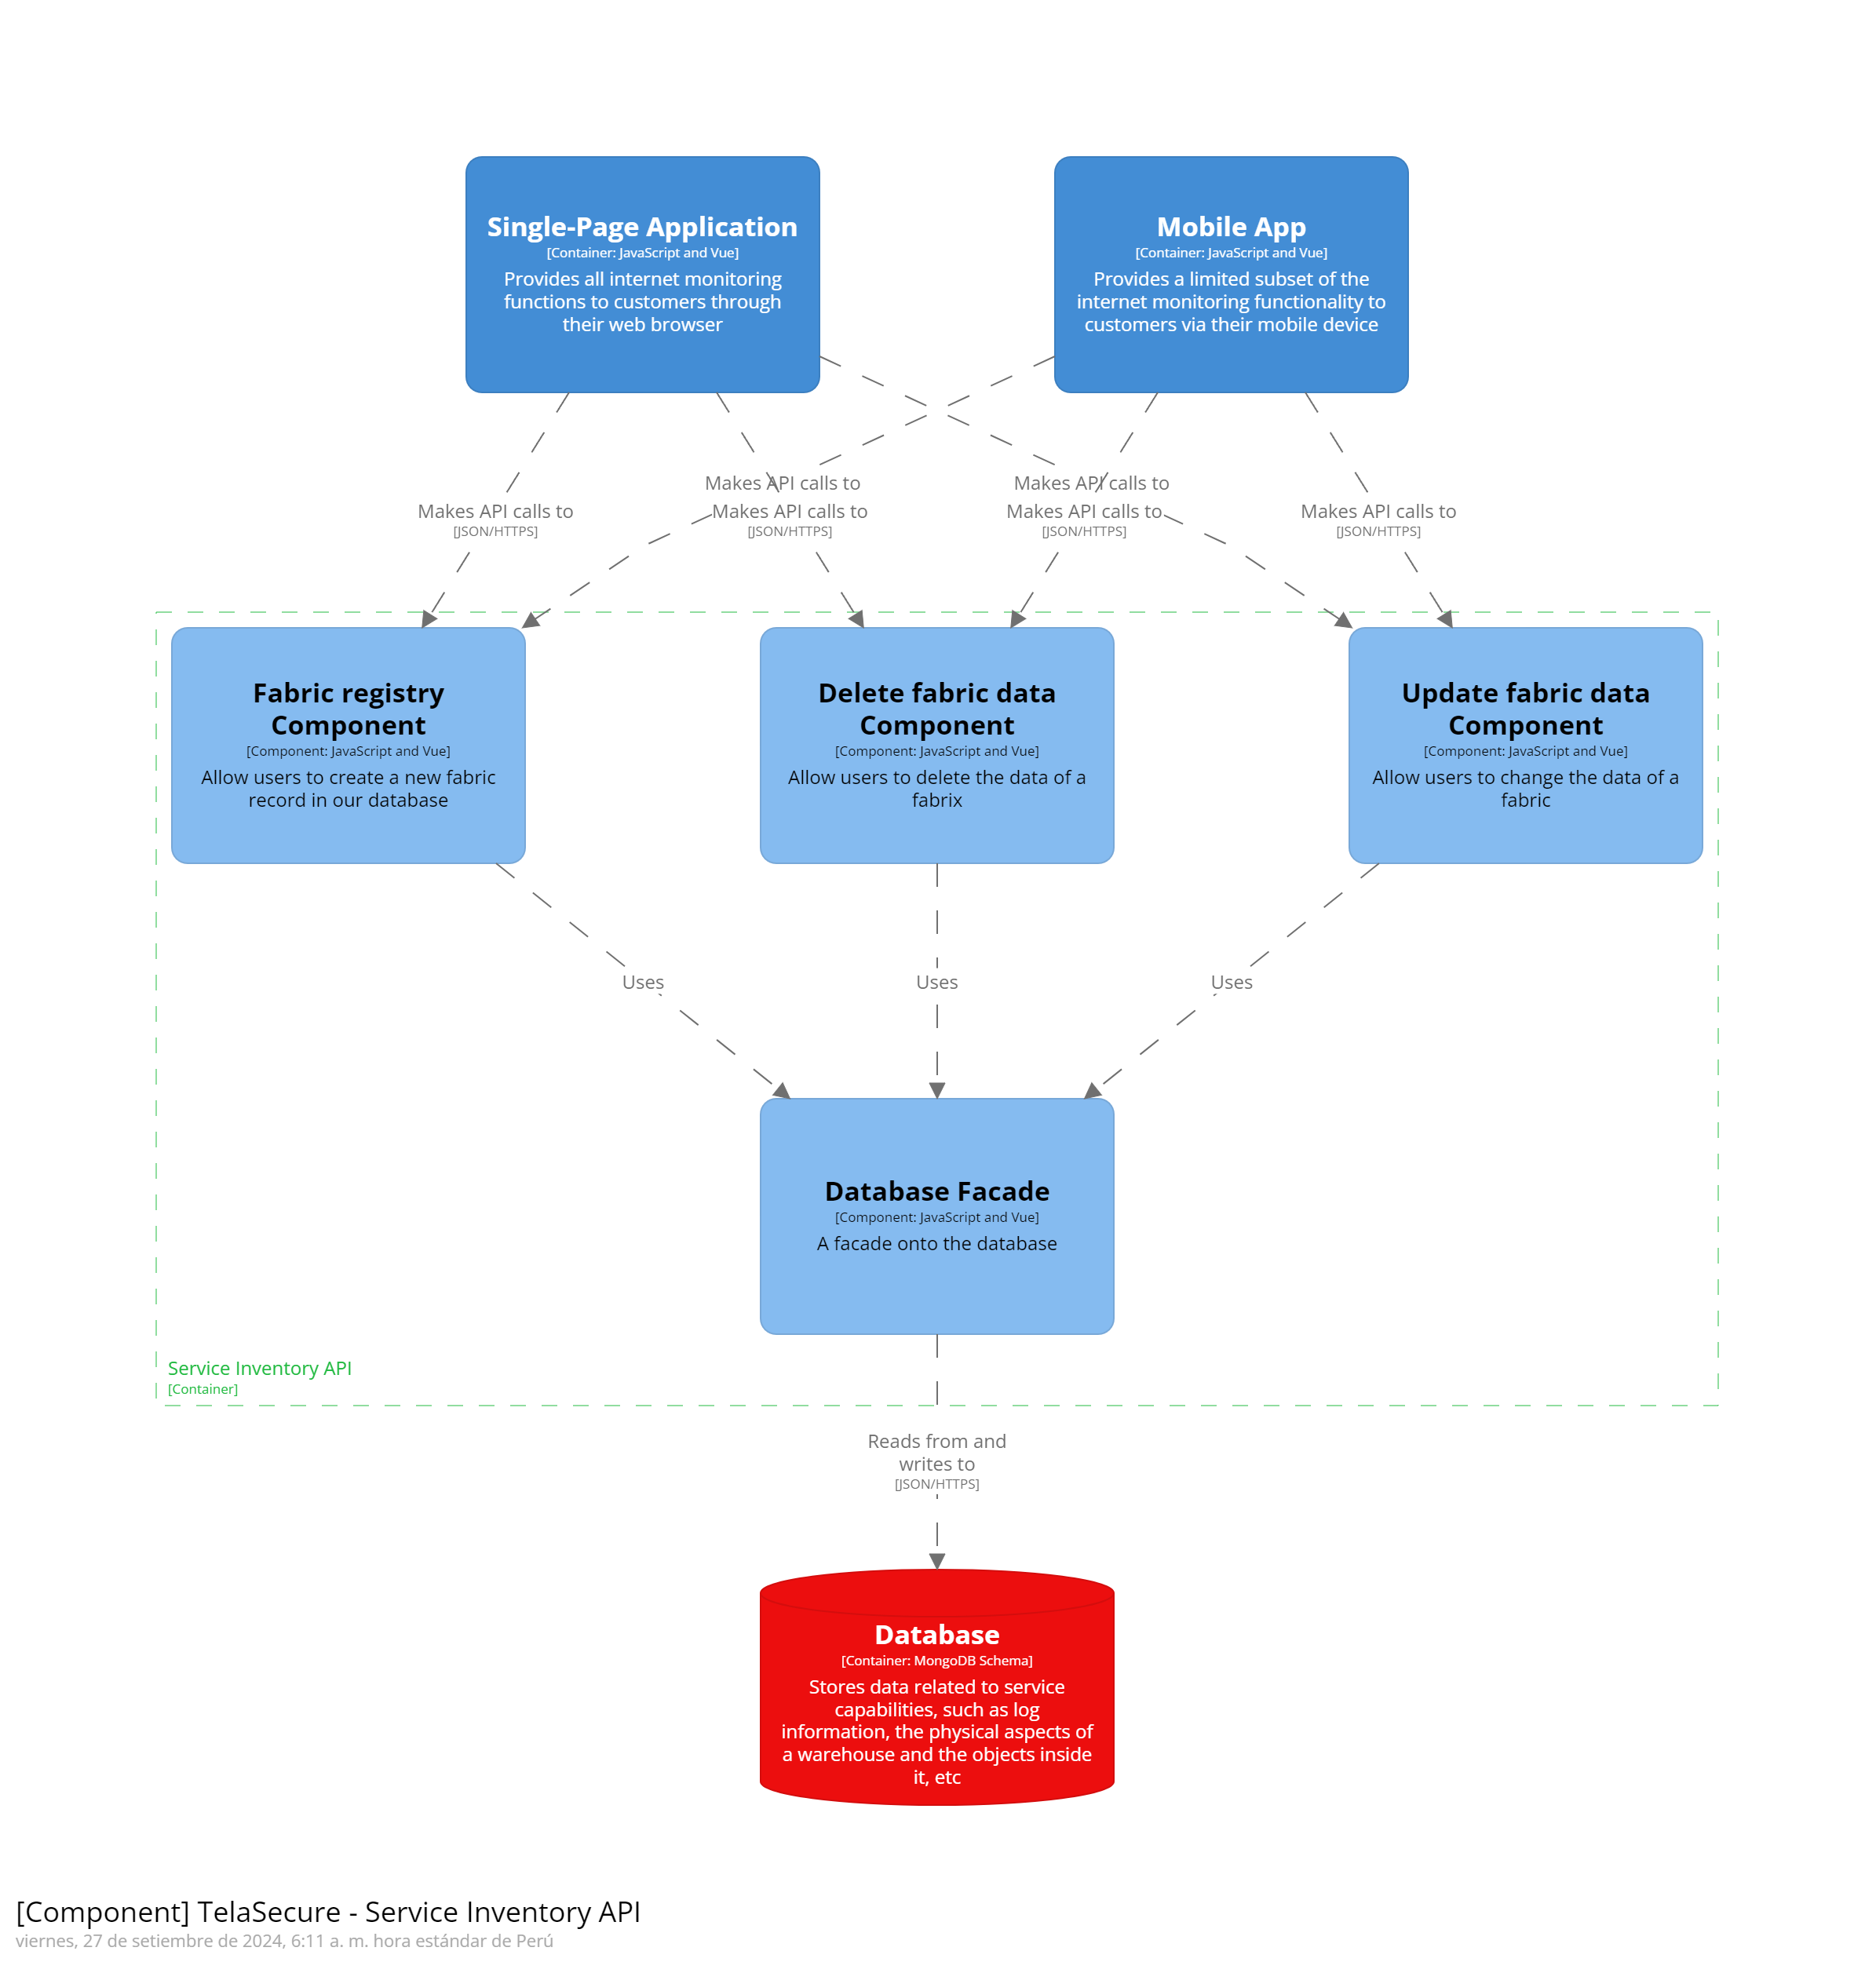 Single-Page Application
[Container: JavaScript and Vue]
Provides all internet monitoring
functions to customers through
their web browser
Mobile App
[Container: JavaScript and Vue]
Provides a limited subset of the
internet monitoring functionality to
customers via their mobile device
Makes API calls to
Makes API calls to
Makes API calls to
[JSON/HTTPS]
Makes API calls to
[JSON/HTTPS]
Makes API calls to
[JSON/HTTPS]
Makes API calls to
[JSON/HTTPS]
Fabric registry
Component
[Component: JavaScript and Vue]
Allow users to create a new fabric
record in our database
Delete fabric data
Component
[Component: JavaScript and Vue]
Allow users to delete the data of a
fabrix
Update fabric data
Component
[Component: JavaScript and Vue]
Allow users to change the data of a
fabric
Uses
Uses
Uses
Database Facade
[Component: JavaScript and Vue]
A facade onto the database
Service Inventory API
[Container]
Reads from and
writes to
[JSON/HTTPS]
Database
[Container: MongoDB Schema]
Stores data related to service
capabilities, such as log
information, the physical aspects of
a warehouse and the objects inside
it, etc
[Component] TelaSecure - Service Inventory API
viernes, 27 de setiembre de 2024, 6:11 a. m. hora estándar de Perú